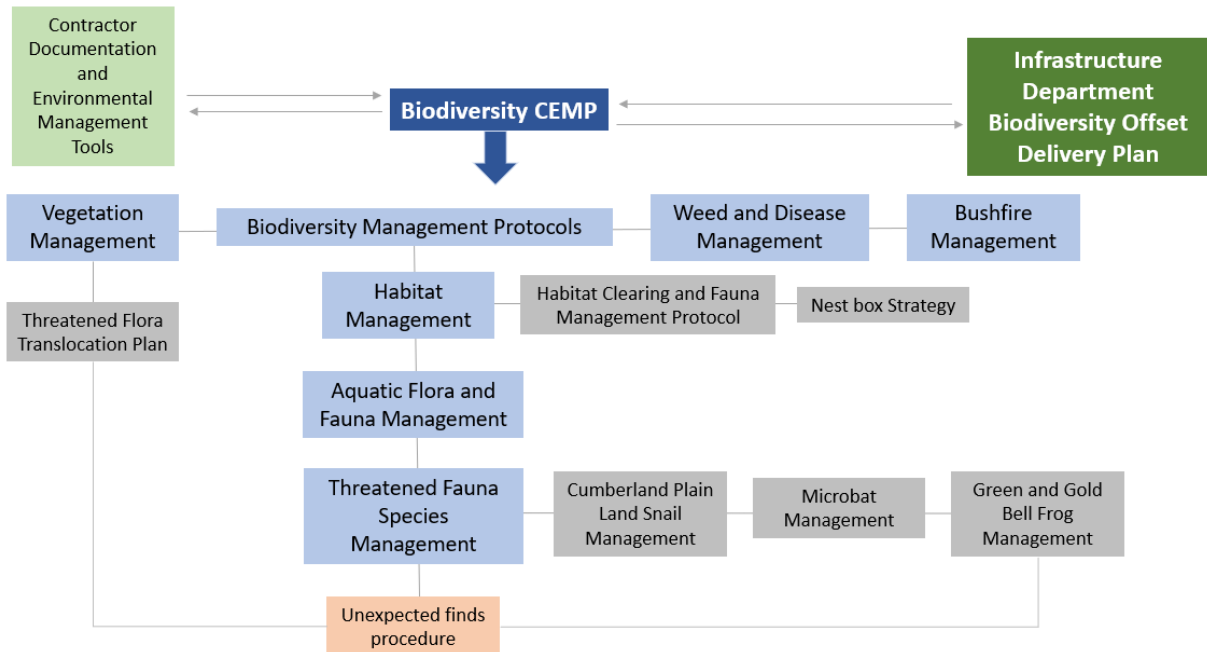 Contractor
Documentation
and
Environmental
Management
Tools
Biodiversity CEMP
Infrastructure
Department
Biodiversity Offset
Delivery Plan
Vegetation
Management
Biodiversity Management Protocols
Weed and Disease
Management
Bushfire
Management
Threatened Flora
Translocation Plan
Habitat
Management
Habitat Clearing and Fauna
Management Protocol
Nest box Strategy
Aquatic Flora and
Fauna Management
Threatened Fauna
Species
Management
Cumberland Plain
Land Snail
Management
Microbat
Management
Green and Gold
Bell Frog
Management
Unexpected finds
procedure